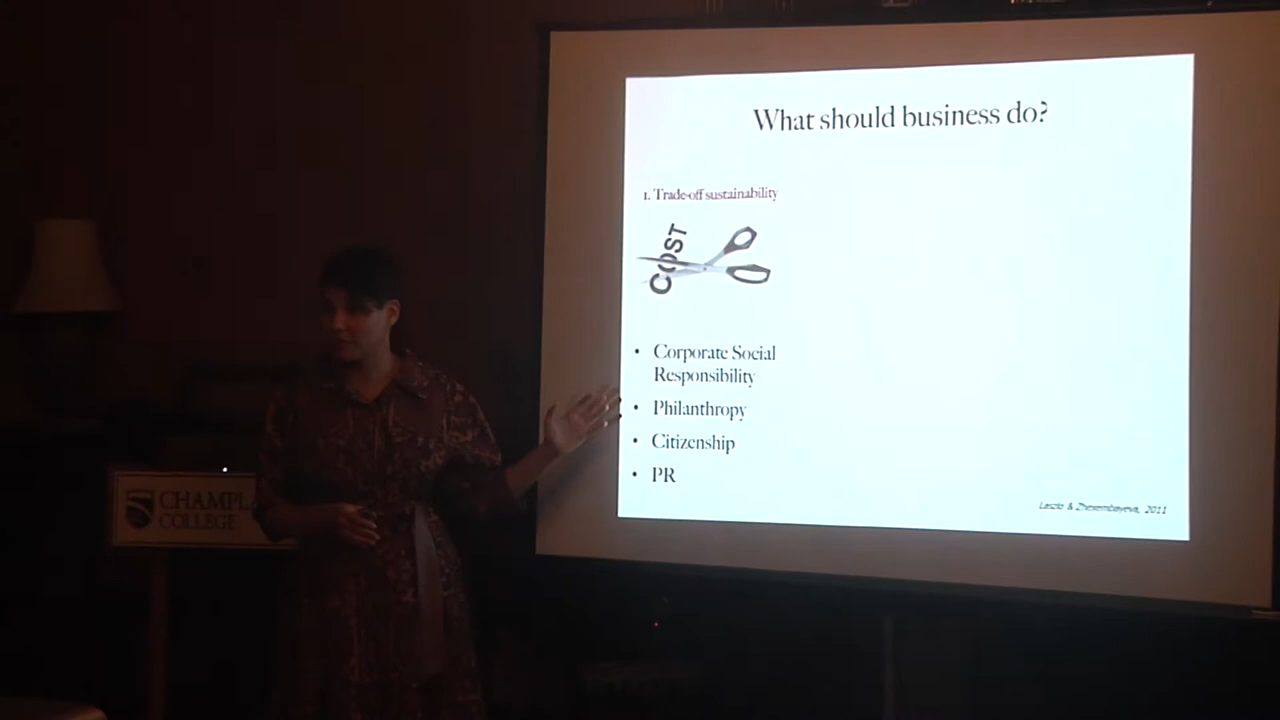 What should business do?
1. Trade-off sustainability
COST
• Corporate Social
Responsibility
• Philanthropy
• Citizenship
• PR
Laszlo & Zhexembayeva, 2011
CHAMPLA
COLLEGE